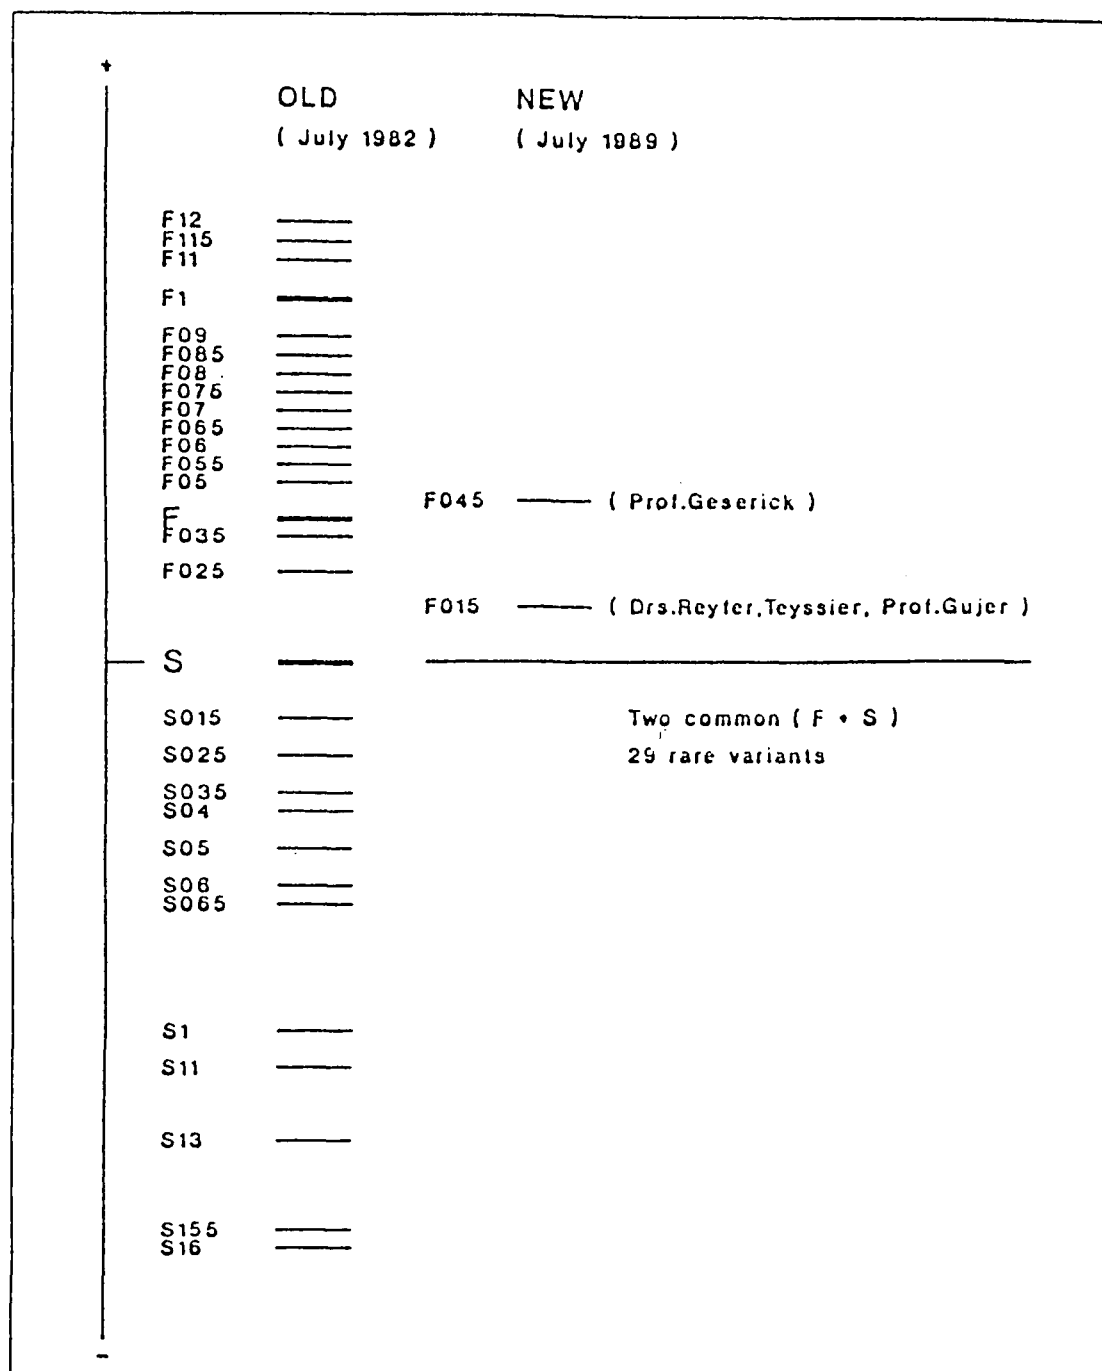 +
OLD NEW
( July 1982 ) ( July 1989 )
F12
F115
F11
F1
F09
F085
F08
F075
F07
F065
F06
F055
F05
F045 ( Prof.Geserick )
F
F035
F025
F015 ( Drs.Reyter,Teyssier, Prof.Gujer )
S
S015 Two common ( F + S )
S025 29 rare variants
S035
S04
S05
S06
S065
S1
S11
S13
S155
S16
-